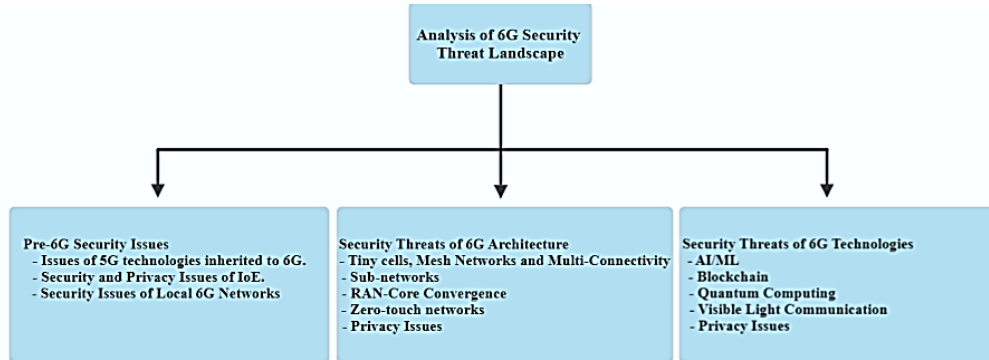 Analysis of 6G Security
Threat Landscape
Pre-6G Security Issues
- Issues of 5G technologies inherited to 6G.
- Security and Privacy Issues of IoE.
- Security Issues of Local 6G Networks
Security Threats of 6G Architecture
- Tiny cells, Mesh Networks and Multi-Connectivity
- Sub-networks
- RAN-Core Convergence
- Zero-touch networks
- Privacy Issues
Security Threats of 6G Technologies
- AI/ML
- Blockchain
- Quantum Computing
- Visible Light Communication
- Privacy Issues